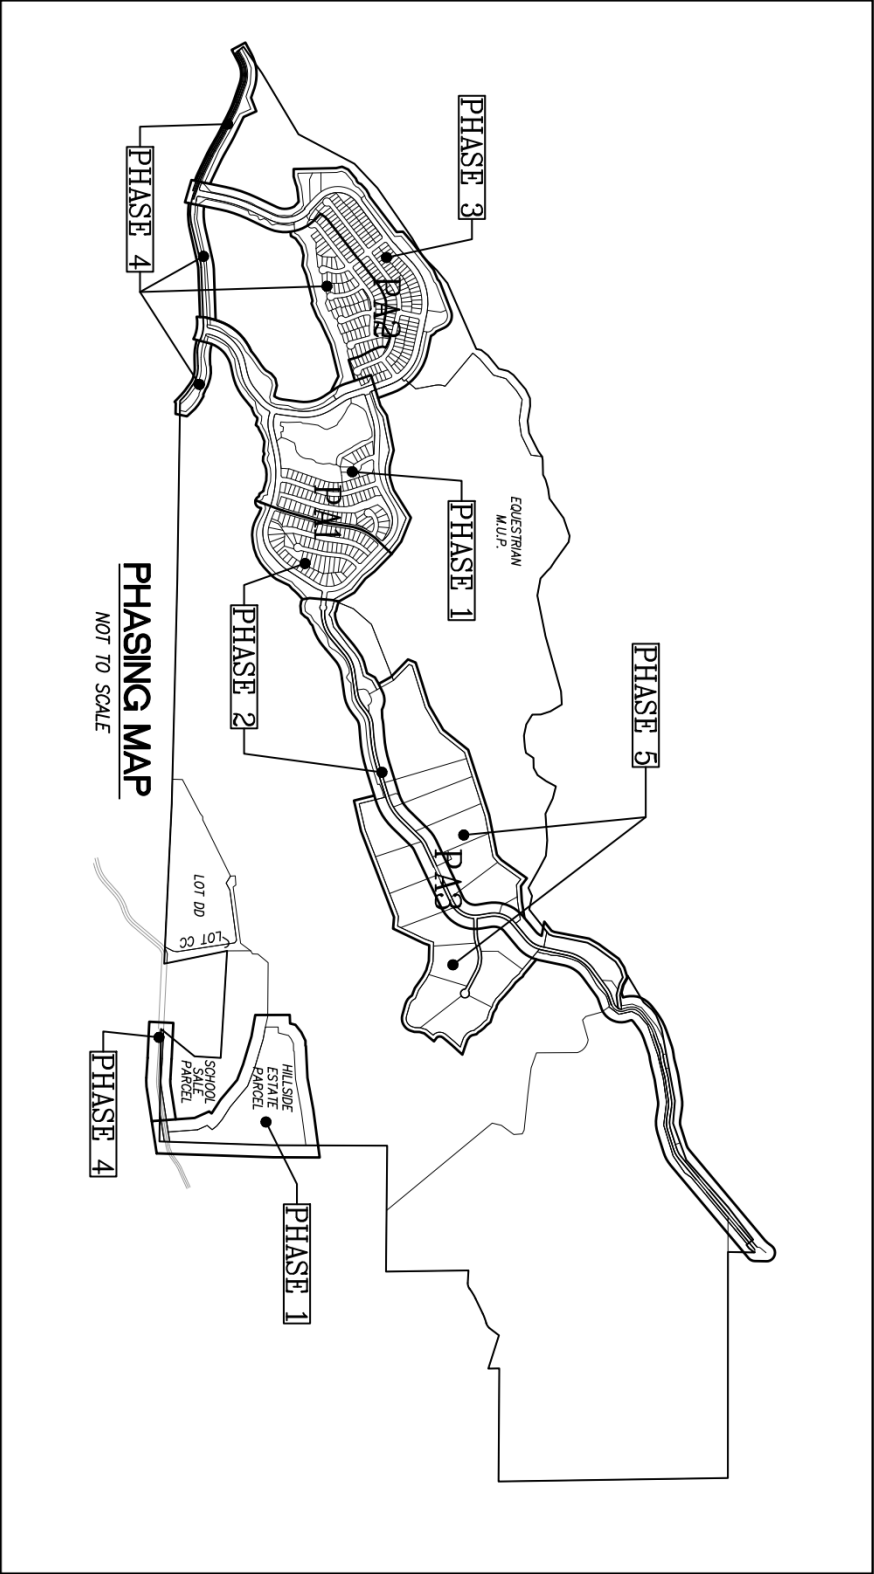 PHASE 3
PHASE 4
PA2
PHASE 1
PA1
EQUESTRIAN
M.U.P.
PHASE 2
PHASE 5
PA3
PHASING MAP
NOT TO SCALE
LOT DD
LOT CC
SCHOOL
SALE
PARCEL
HILLSIDE
ESTATE
PARCEL
PHASE 4
PHASE 1